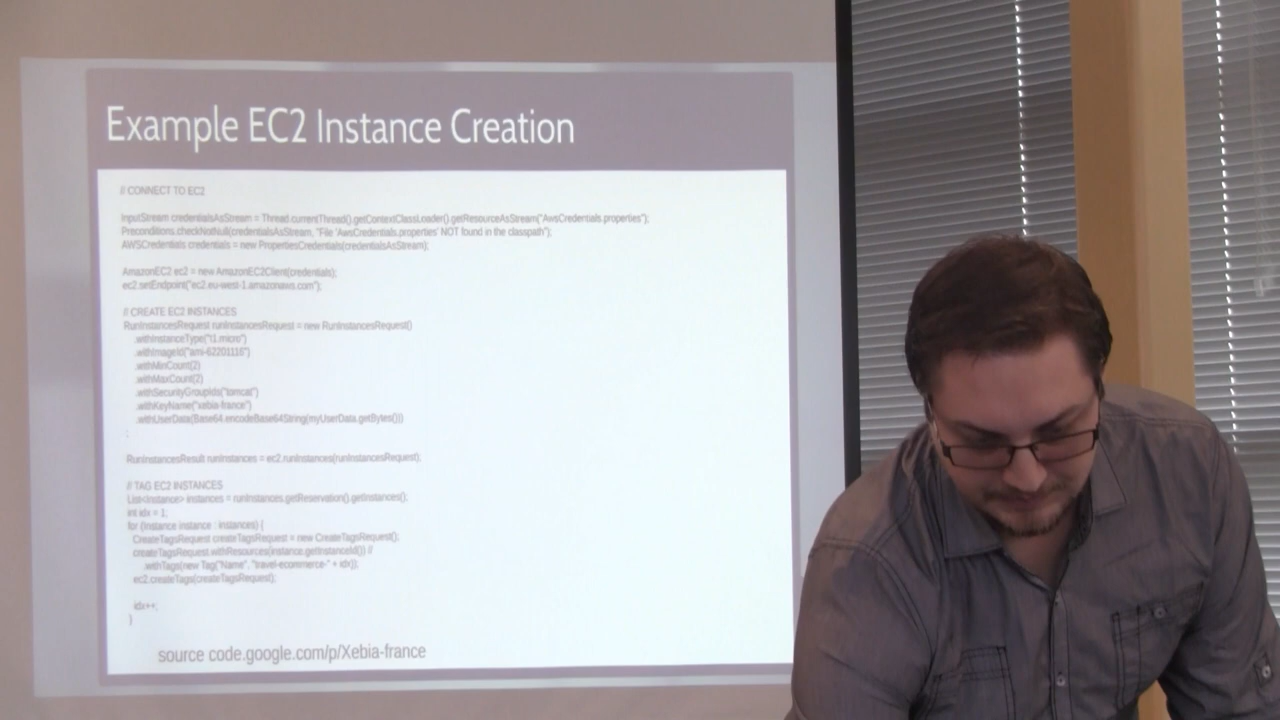 Example EC2 Instance Creation
// CONNECT TO EC2
InputStream credentialsAsStream = Thread.currentThread().getContextClassLoader().getResourceAsStream("AwsCredentials.properties");
Preconditions.checkNotNull(credentialsAsStream, "File 'AwsCredentials.properties' NOT found in the classpath");
AWSCredentials credentials = new PropertiesCredentials(credentialsAsStream);
AmazonEC2 ec2 = new AmazonEC2Client(credentials);
ec2.setEndpoint("ec2.eu-west-1.amazonaws.com");
// CREATE EC2 INSTANCES
RunInstancesRequest runInstancesRequest = new RunInstancesRequest()
.withInstanceType("t1.micro")
.withImageId("ami-62201116")
.withMinCount(2)
.withMaxCount(2)
.withSecurityGroupIds("tomcat")
.withKeyName("xebia-france")
.withUserData(Base64.encodeBase64String(myUserData.getBytes()))
;
RunInstancesResult runInstances = ec2.runInstances(runInstancesRequest);
// TAG EC2 INSTANCES
List<Instance> instances = runInstances.getReservation().getInstances();
int idx = 1;
for (Instance instance : instances) {
CreateTagsRequest createTagsRequest = new CreateTagsRequest();
createTagsRequest.withResources(instance.getInstanceId()) //
.withTags(new Tag("Name", "travel-ecommerce-" + idx));
ec2.createTags(createTagsRequest);
idx++;
}
source code.google.com/p/Xebia-france